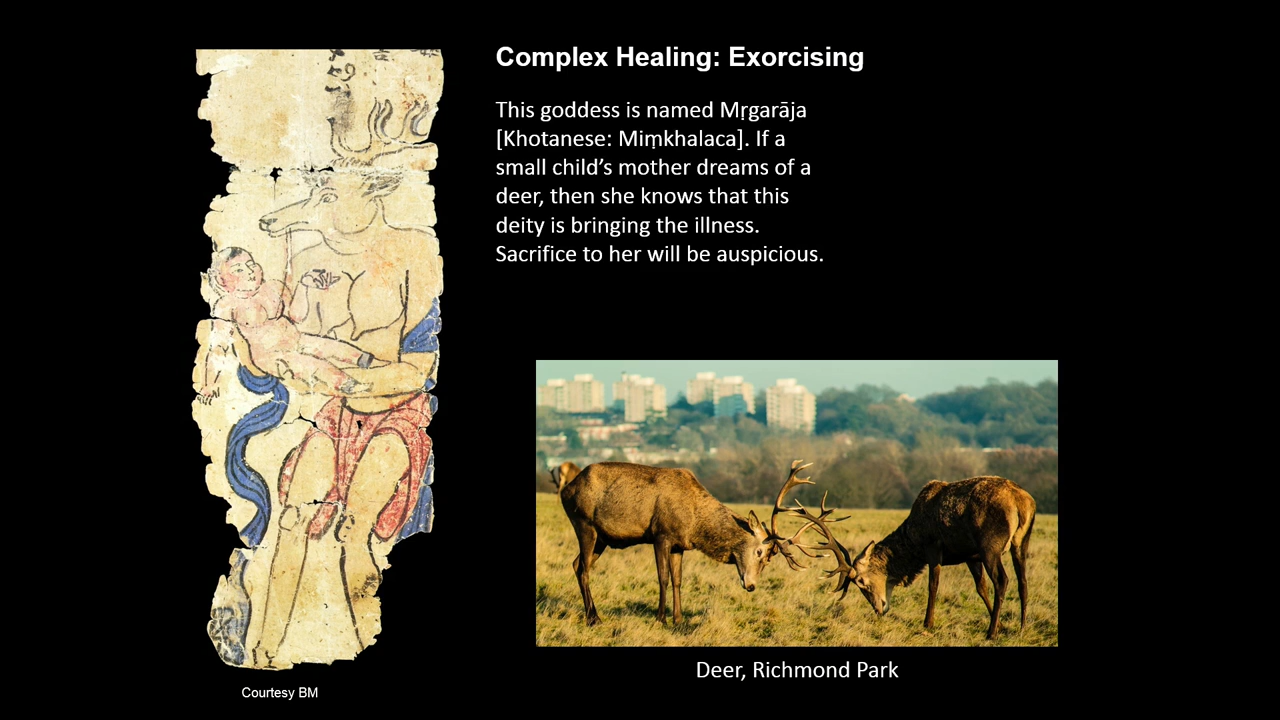 Complex Healing: Exorcising
This goddess is named Mṛgarāja
[Khotanese: Miṃkhalaca]. If a
small child’s mother dreams of a
deer, then she knows that this
deity is bringing the illness.
Sacrifice to her will be auspicious.
Deer, Richmond Park
Courtesy BM